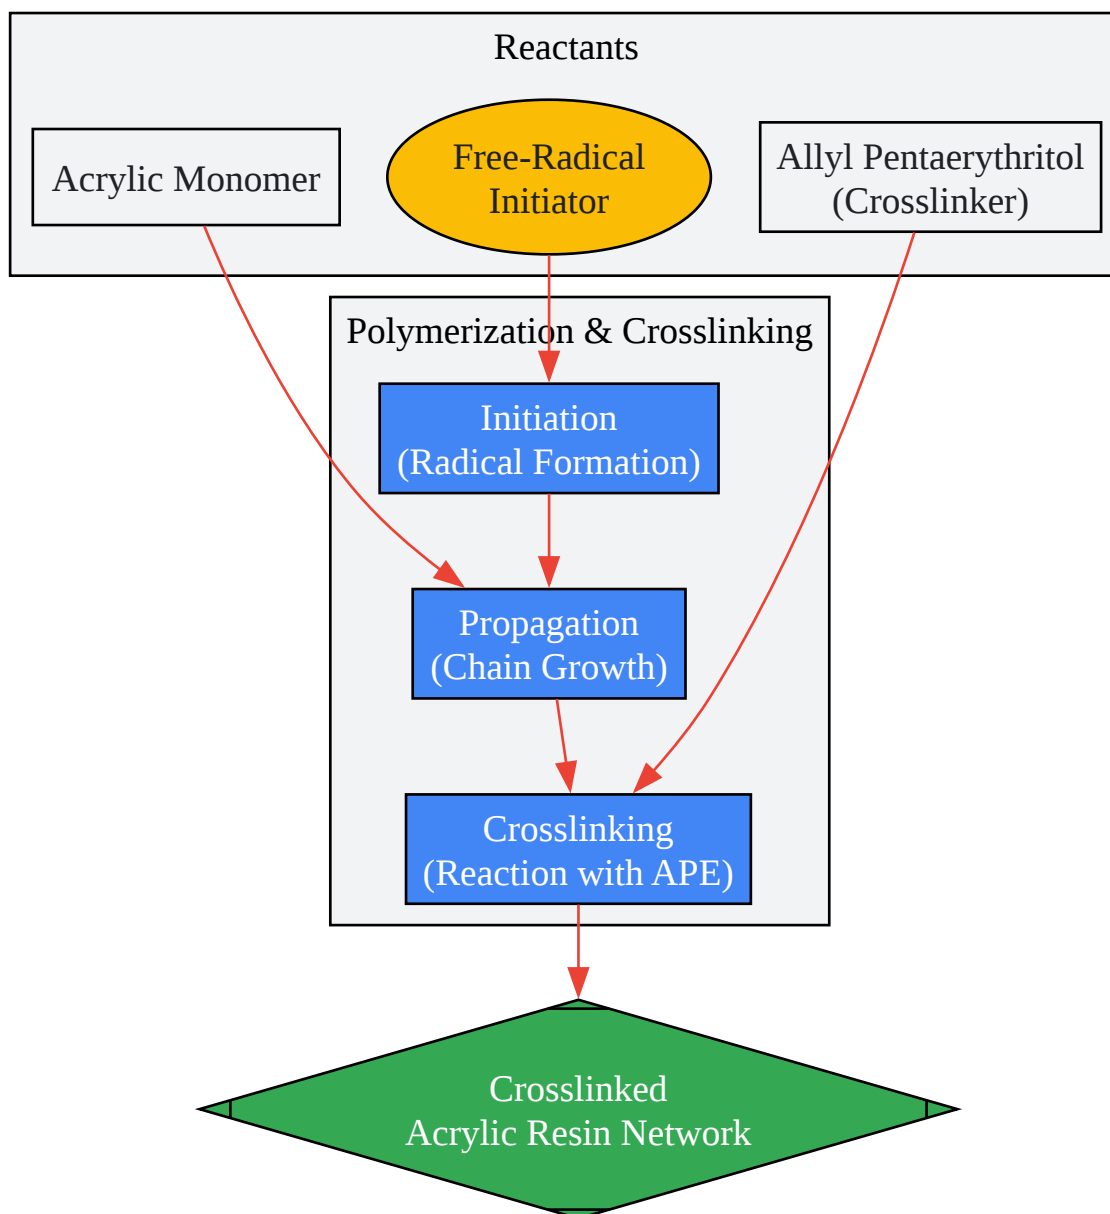 Reactants
Acrylic Monomer
Free-Radical
Initiator
Allyl Pentaerythritol
(Crosslinker)
Polymerization & Crosslinking
Initiation
(Radical Formation)
Propagation
(Chain Growth)
Crosslinking
(Reaction with APE)
Crosslinked
Acrylic Resin Network